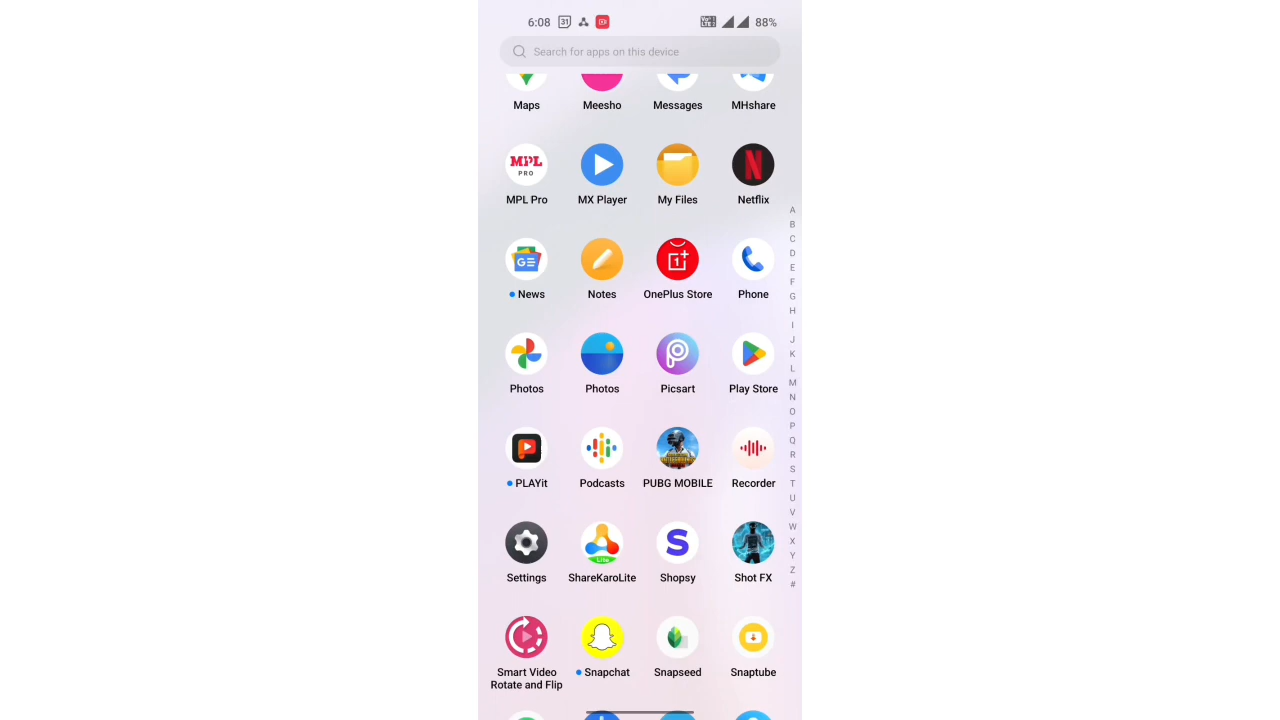 6:08 31 88%
Search for apps on this device
Maps Meesho Messages MHshare
MPL
PRO
MPL Pro MX Player My Files Netflix
News Notes OnePlus Store Phone
Photos Photos Picsart Play Store
PLAYit Podcasts PUBG MOBILE Recorder
Lite
Settings ShareKaroLite Shopsy Shot FX
Smart Video Snapchat Snapseed Snaptube
Rotate and Flip
A
B
C
D
E
F
G
H
I
J
K
L
M
N
O
P
Q
R
S
T
U
V
W
X
Y
Z
#